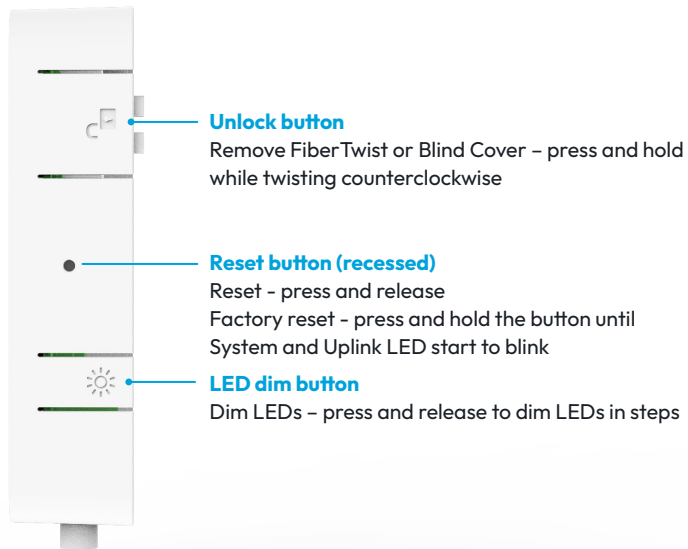 Unlock button
Remove FiberTwist or Blind Cover – press and hold
while twisting counterclockwise
Reset button (recessed)
Reset - press and release
Factory reset - press and hold the button until
System and Uplink LED start to blink
LED dim button
Dim LEDs – press and release to dim LEDs in steps